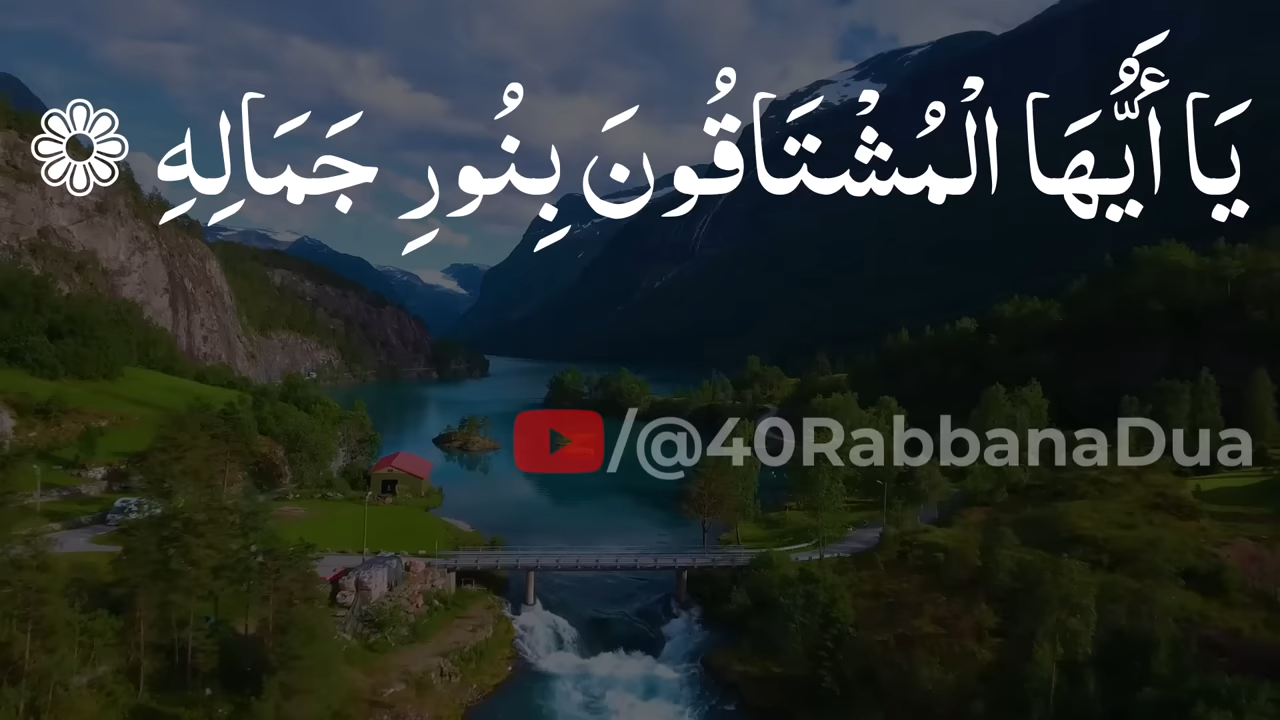 يَا أَيُّهَا الْمُشْتَاقُونَ بِنُورِ جَمَالِهِ
/@40RabbanaDua